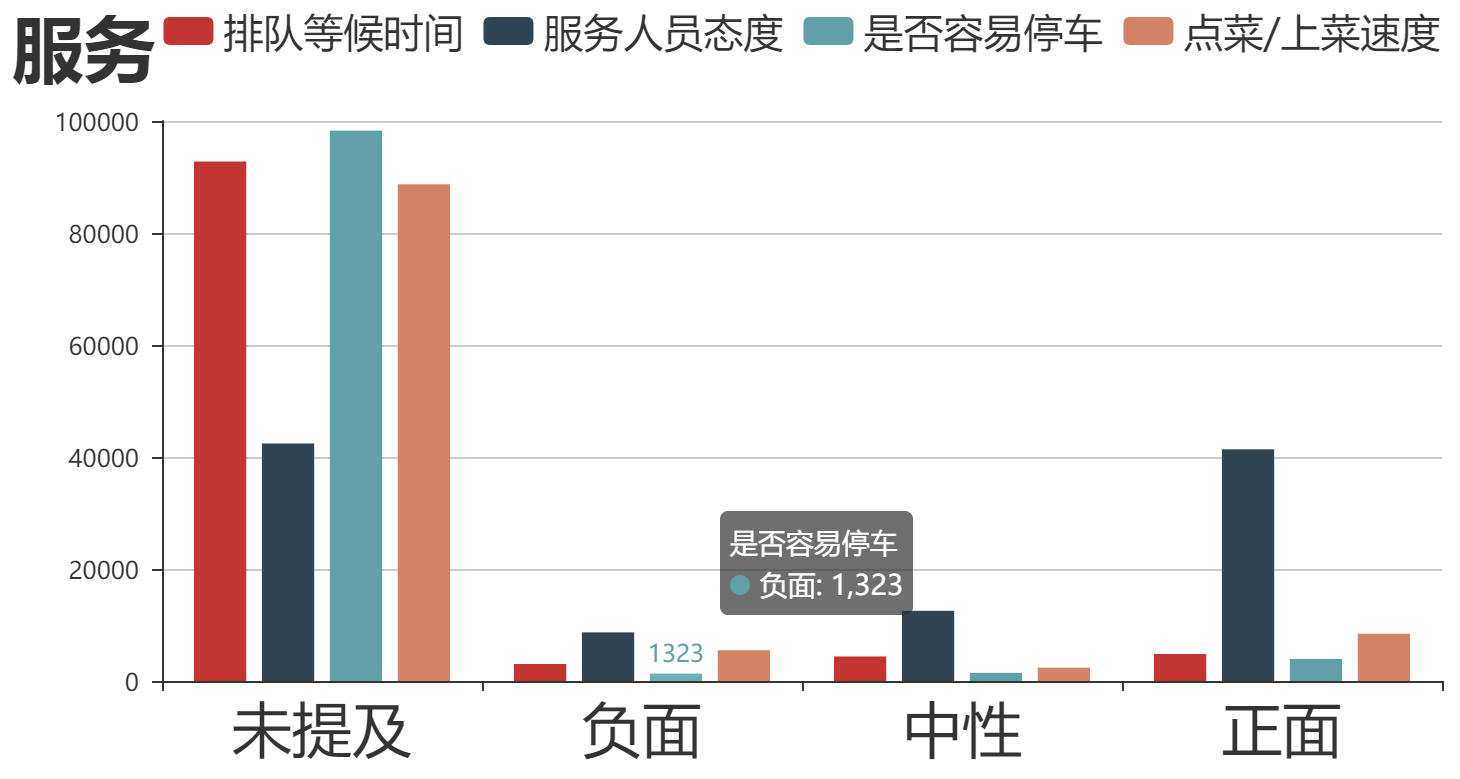 服务
排队等候时间 服务人员态度 是否容易停车 点菜/上菜速度
100000
80000
60000
40000
20000
0
是否容易停车
负面: 1,323
1323
未提及 负面 中性 正面